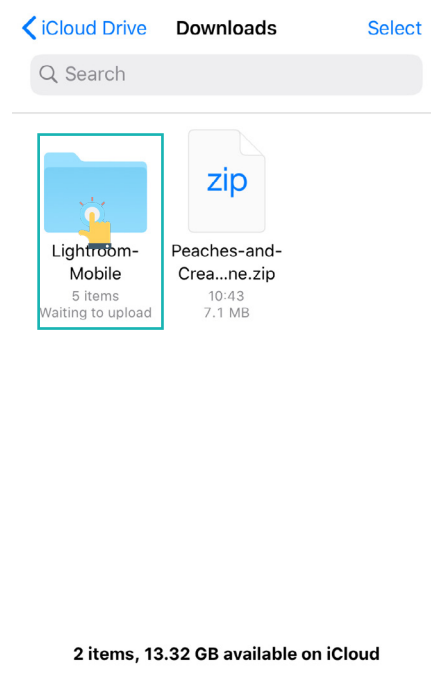 iCloud Drive Downloads Select
Search
zip
Lightroom-
Mobile
5 items
Waiting to upload
Peaches-and-
Crea...ne.zip
10:43
7.1 MB
2 items, 13.32 GB available on iCloud